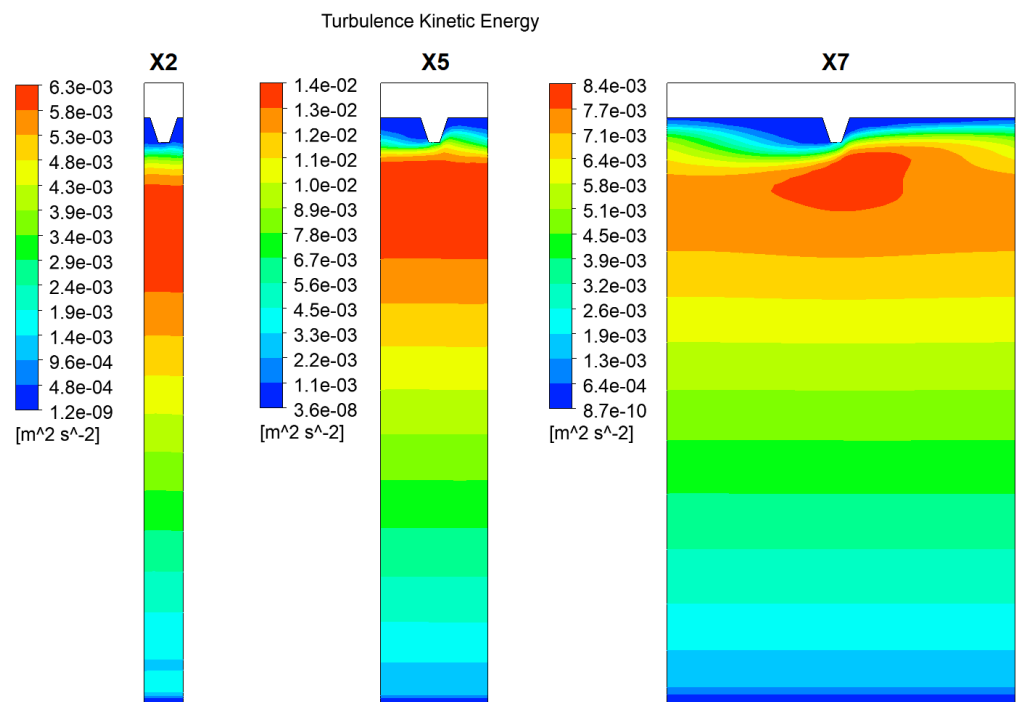 Turbulence Kinetic Energy
X2
6.3e-03
5.8e-03
5.3e-03
4.8e-03
4.3e-03
3.9e-03
3.4e-03
2.9e-03
2.4e-03
1.9e-03
1.4e-03
9.6e-04
4.8e-04
1.2e-09
[m^2 s^-2]
X5
1.4e-02
1.3e-02
1.2e-02
1.1e-02
1.0e-02
8.9e-03
7.8e-03
6.7e-03
5.6e-03
4.5e-03
3.3e-03
2.2e-03
1.1e-03
3.6e-08
[m^2 s^-2]
X7
8.4e-03
7.7e-03
7.1e-03
6.4e-03
5.8e-03
5.1e-03
4.5e-03
3.9e-03
3.2e-03
2.6e-03
1.9e-03
1.3e-03
6.4e-04
8.7e-10
[m^2 s^-2]